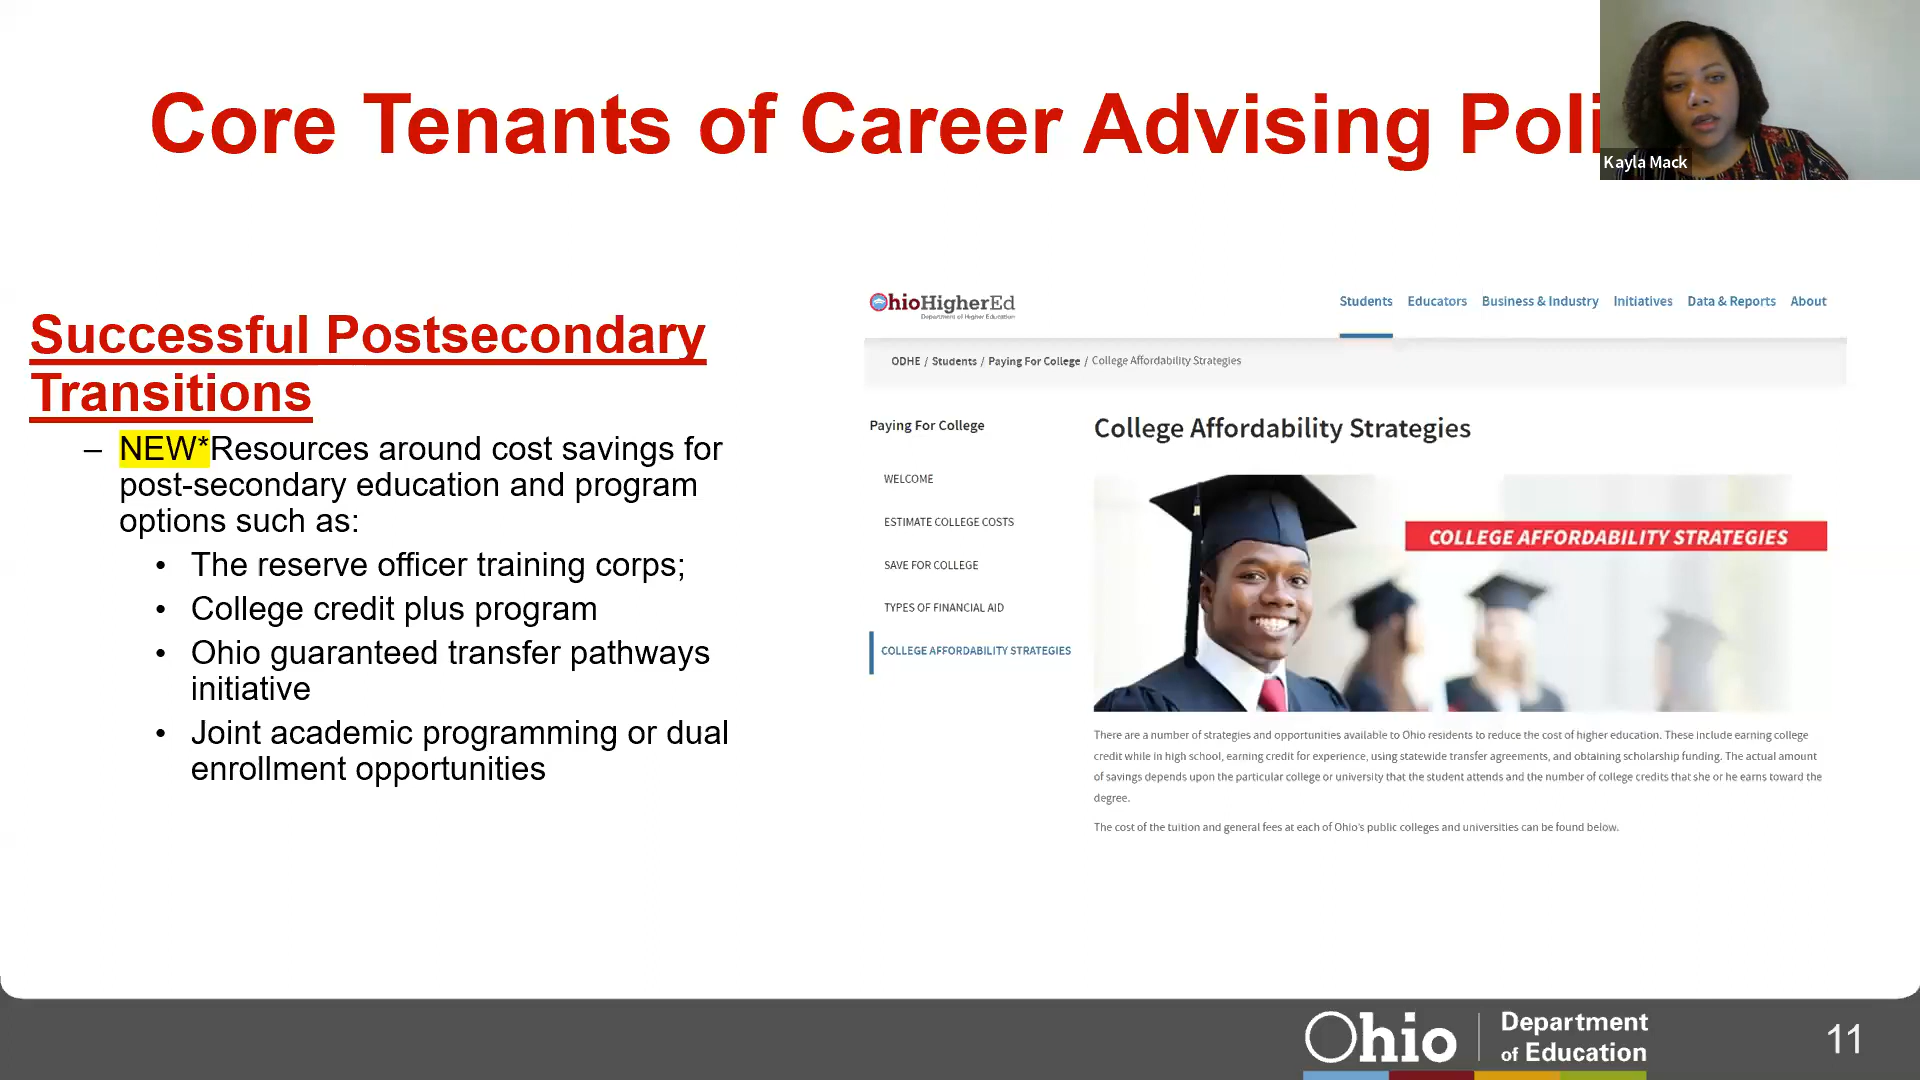 Core Tenants of Career Advising Poli
Kayla Mack
Successful Postsecondary
Transitions
– NEW*Resources around cost savings for
post-secondary education and program
options such as:
• The reserve officer training corps;
• College credit plus program
• Ohio guaranteed transfer pathways
initiative
• Joint academic programming or dual
enrollment opportunities
OhioHigherEd
Department of Higher Education
Students Educators Business & Industry Initiatives Data & Reports About
ODHE / Students / Paying For College / College Affordability Strategies
Paying For College
WELCOME
ESTIMATE COLLEGE COSTS
SAVE FOR COLLEGE
TYPES OF FINANCIAL AID
COLLEGE AFFORDABILITY STRATEGIES
College Affordability Strategies
COLLEGE AFFORDABILITY STRATEGIES
There are a number of strategies and opportunities available to Ohio residents to reduce the cost of higher education. These include earning college
credit while in high school, earning credit for experience, using statewide transfer agreements, and obtaining scholarship funding. The actual amount
of savings depends upon the particular college or university that the student attends and the number of college credits that she or he earns toward the
degree.
The cost of the tuition and general fees at each of Ohio's public colleges and universities can be found below.
Ohio
Department
of Education
11